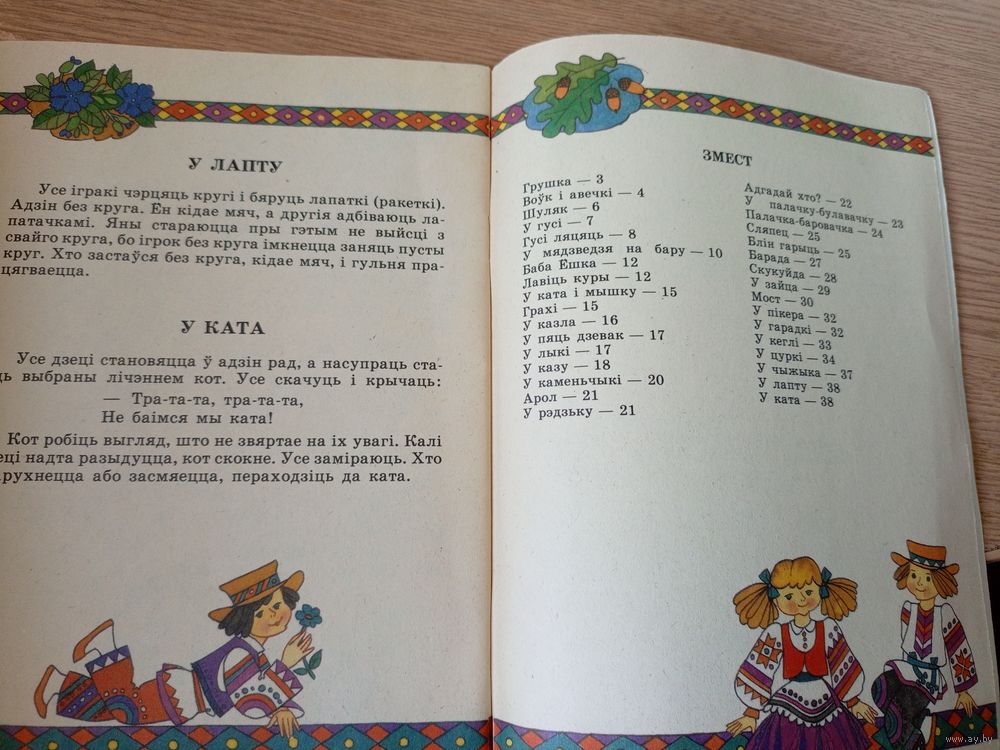 У ЛАПТУ
Усе ігракі чэрцяць кругі і бяруць лапаткі (ракеткі).
Адзін без круга. Ён кідае мяч, а другія адбіваюць ла-
патачкамі. Яны стараюцца пры гэтым не выйсці з
свайго круга, бо ігрок без круга імкнецца заняць пусты
круг. Хто застаўся без круга, кідае мяч, і гульня пра-
цягваецца.
У КАТА
Усе дзеці становяцца ў адзін рад, а насупраць ста-
ць выбраны лічэннем кот. Усе скачуць і крычаць:
— Тра-та-та, тра-та-та,
Не баімся мы ката!
Кот робіць выгляд, што не звяртае на іх увагі. Калі
еці надта разыдуцца, кот скокне. Усе заміраюць. Хто
рухнецца або засмяецца, пераходзіць да ката.
ЗМЕСТ
Грушка — 3
Воўк і авечкі — 4
Шуляк — 6
У гусі — 7
Гусі ляцяць — 8
У мядзведзя на бару — 10
Баба Ёшка — 12
Лавіць куры — 12
У ката і мышку — 15
Грахі — 15
У казла — 16
У пяць дзевак — 17
У лыкі — 17
У казу — 18
У каменьчыкі — 20
Арол — 21
У рэдзьку — 21
Адгадай хто? — 22
У палачку-булавачку — 23
Палачка-баровачка — 24
Сляпец — 25
Блін гарыць — 25
Барада — 27
Скукуйда — 28
У зайца — 29
Мост — 30
У пікера — 32
У гарадкі — 32
У кеглі — 33
У цуркі — 34
У чыжыка — 37
У лапту — 38
У ката — 38
www.ay.by